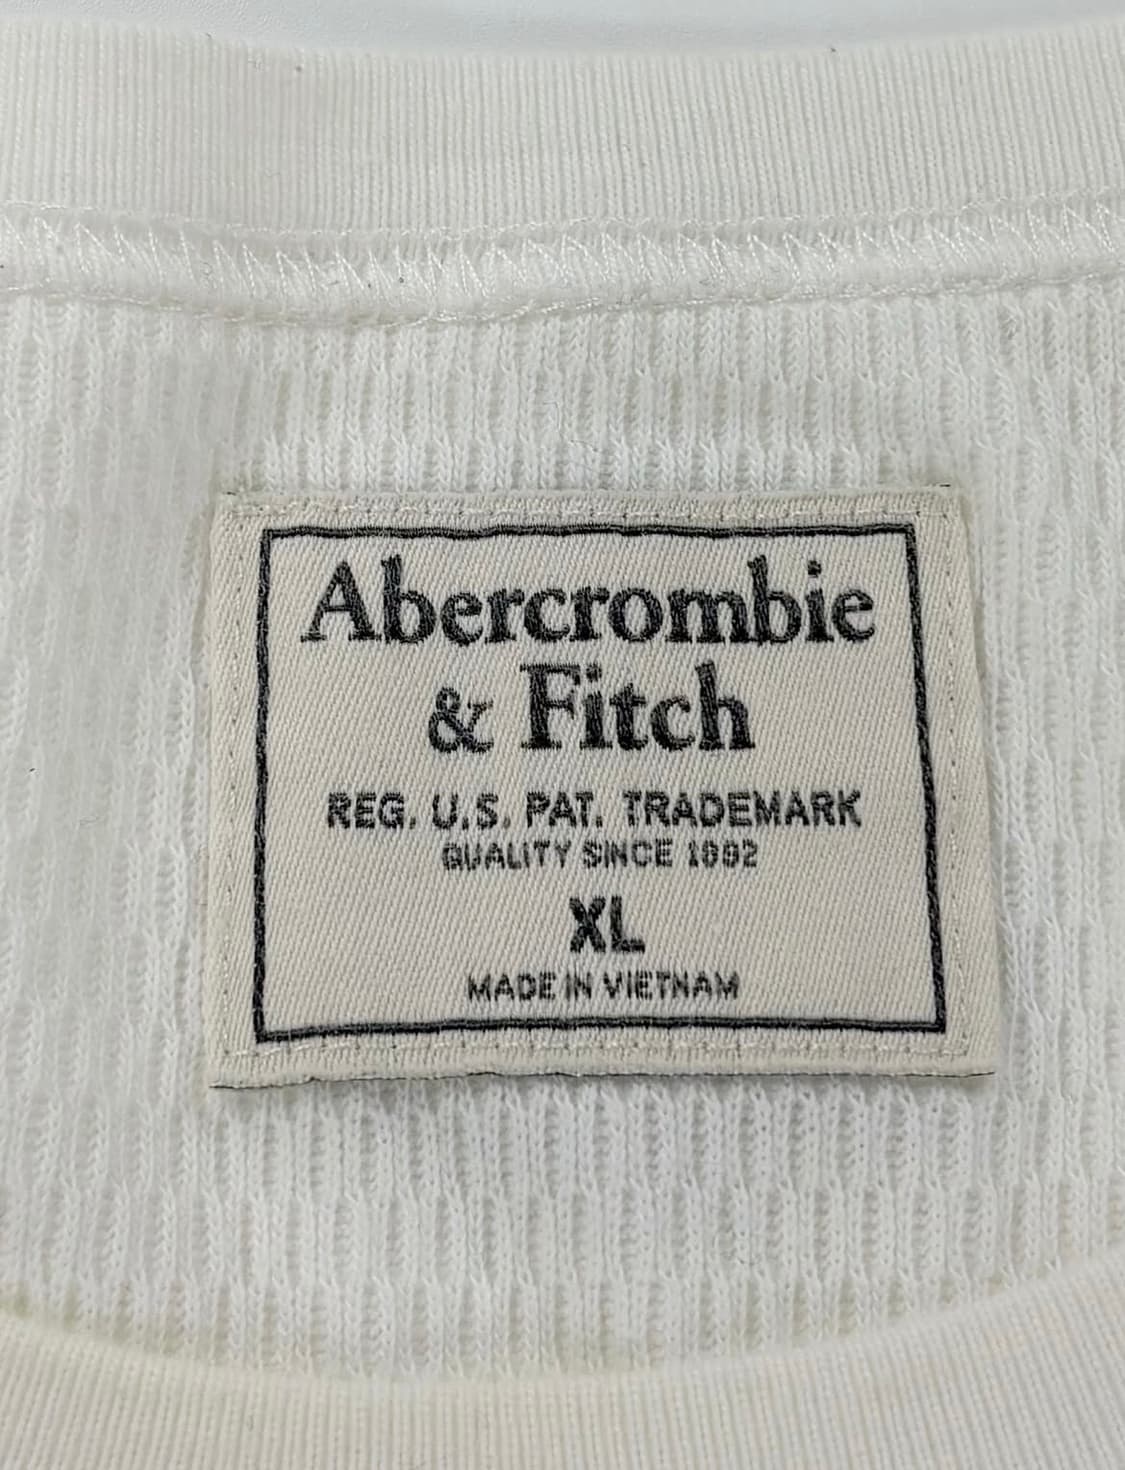 Abercrombie
& Fitch
REG. U.S. PAT. TRADEMARK
QUALITY SINCE 1892
XL
MADE IN VIETNAM